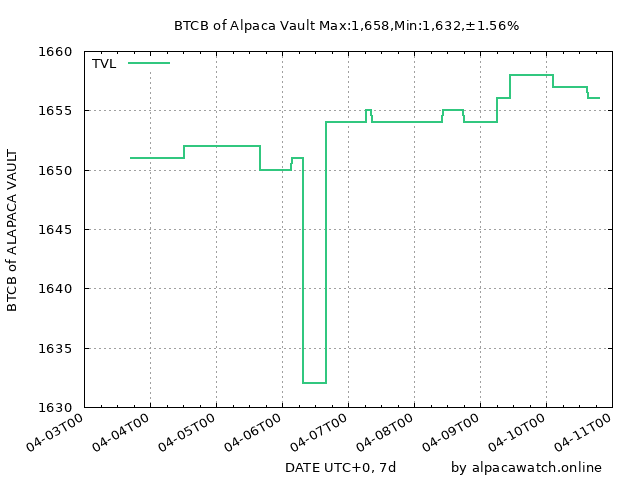 BTCB of Alpaca Vault Max:1,658,Min:1,632,±1.56%
TVL
1660
1655
1650
1645
1640
1635
1630
BTCB of ALAPACA VAULT
04-03T00
04-04T00
04-05T00
04-06T00
04-07T00
04-08T00
04-09T00
04-10T00
04-11T00
DATE UTC+0, 7d
by alpacawatch.online